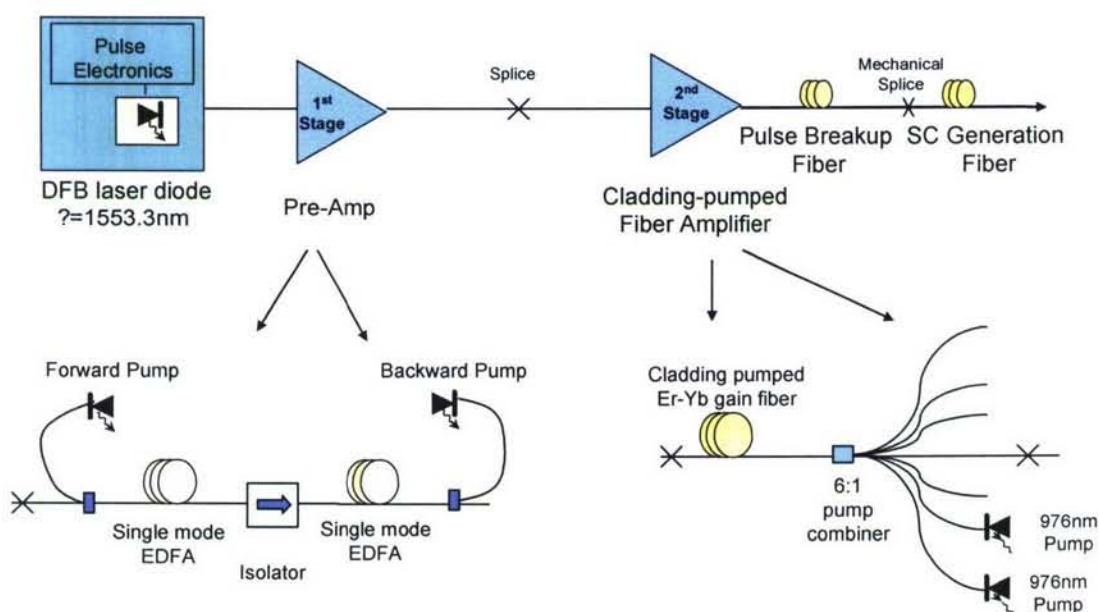 Pulse
Electronics
DFB laser diode
?=1553.3nm
1st
Stage
Pre-Amp
Splice
2nd
Stage
Cladding-pumped
Fiber Amplifier
Pulse Breakup
Fiber
Mechanical
Splice
SC Generation
Fiber
Forward Pump
Backward Pump
Single mode
EDFA
Isolator
Single mode
EDFA
Cladding pumped
Er-Yb gain fiber
6:1
pump
combiner
976nm
Pump
976nm
Pump